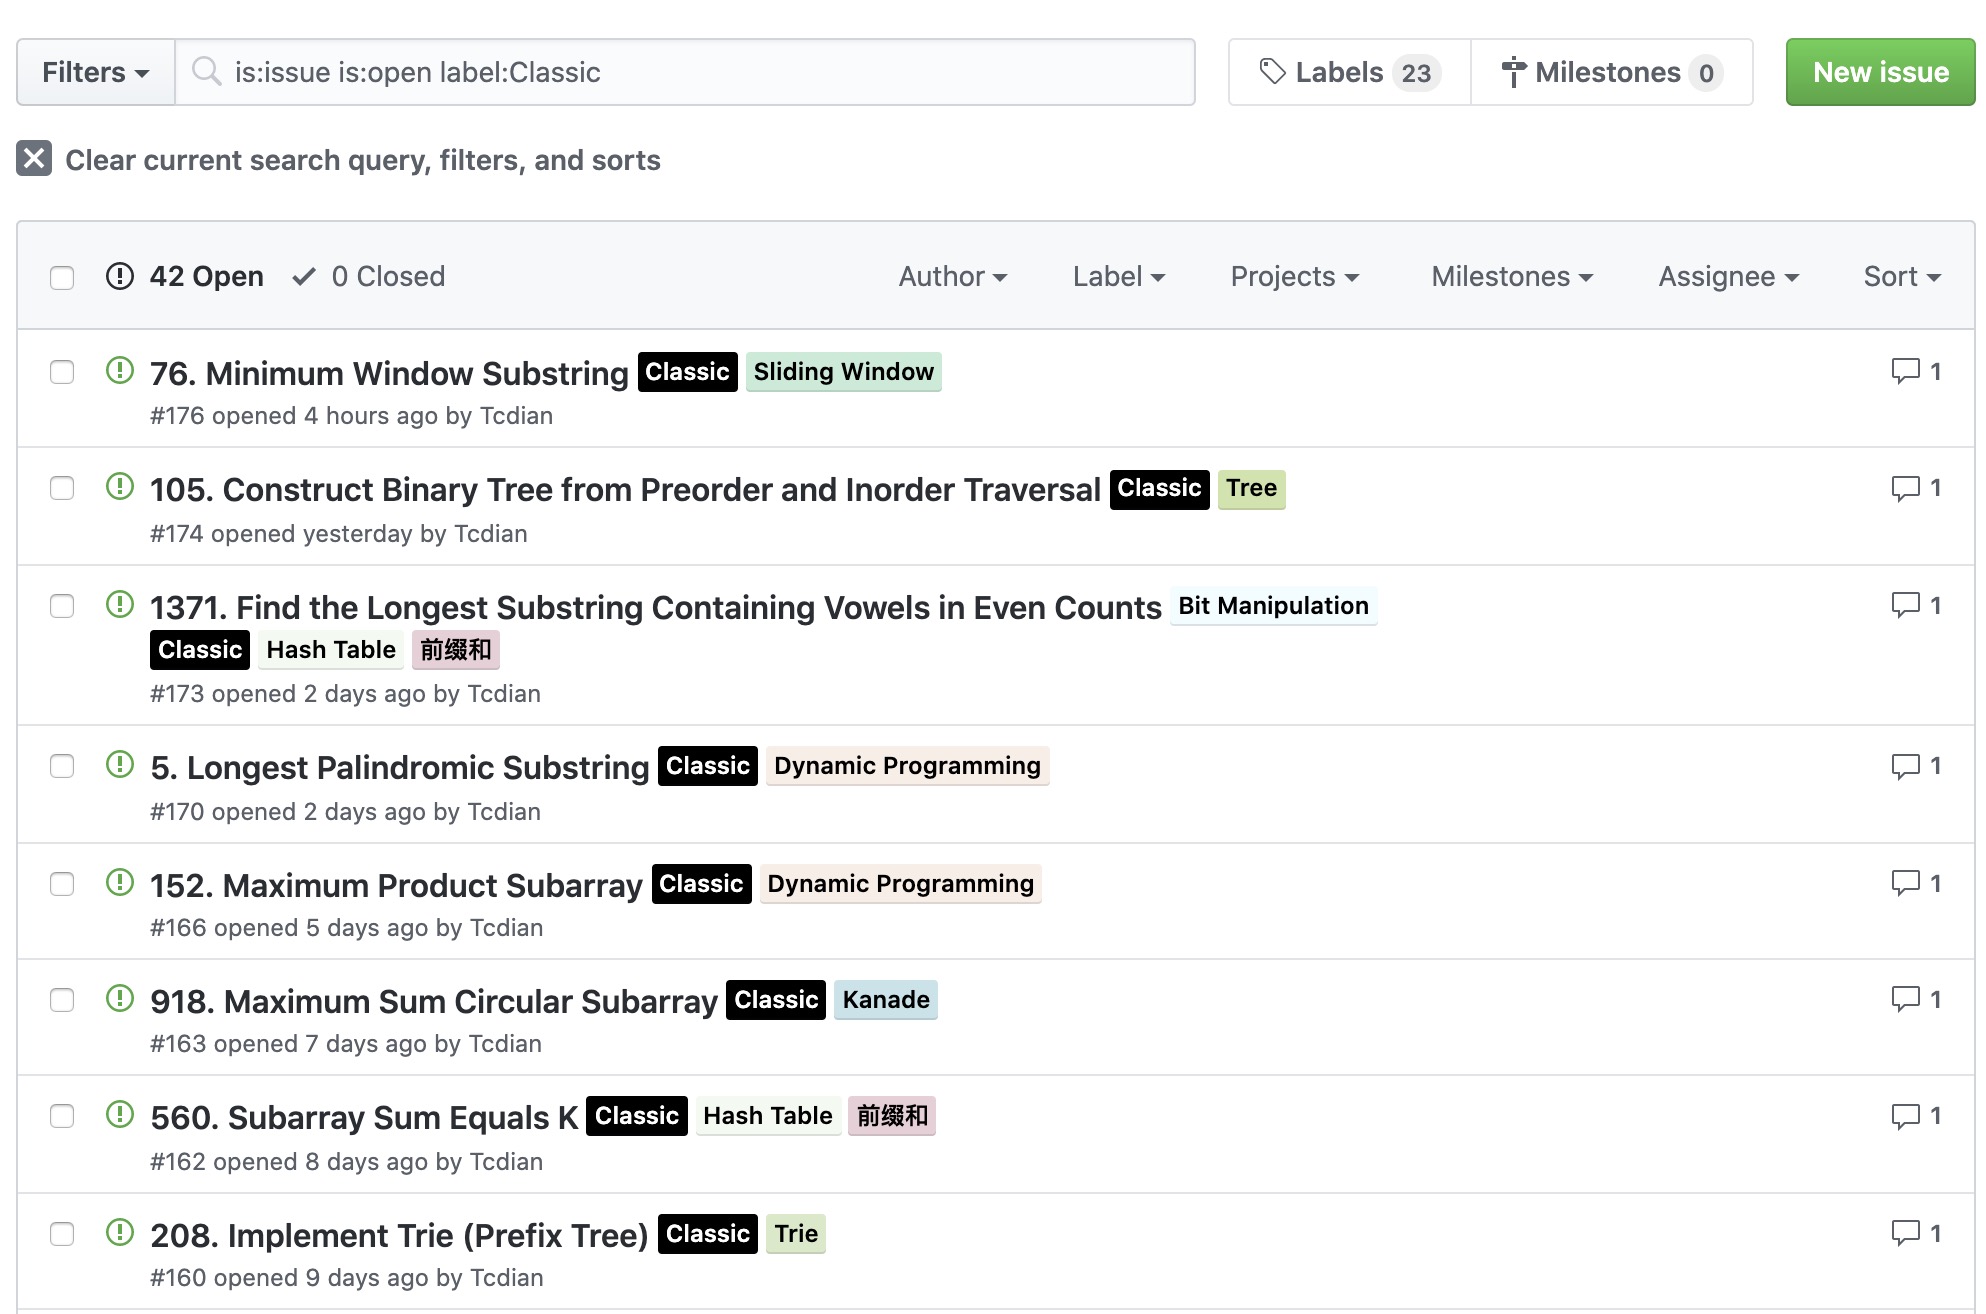 Filters is:issue is:open label:Classic Labels 23 Milestones 0 New issue
Clear current search query, filters, and sorts
42 Open 0 Closed Author Label Projects Milestones Assignee Sort
76. Minimum Window Substring Classic Sliding Window 1
#176 opened 4 hours ago by Tcdian
105. Construct Binary Tree from Preorder and Inorder Traversal Classic Tree 1
#174 opened yesterday by Tcdian
1371. Find the Longest Substring Containing Vowels in Even Counts Bit Manipulation 1
Classic Hash Table 前缀和
#173 opened 2 days ago by Tcdian
5. Longest Palindromic Substring Classic Dynamic Programming 1
#170 opened 2 days ago by Tcdian
152. Maximum Product Subarray Classic Dynamic Programming 1
#166 opened 5 days ago by Tcdian
918. Maximum Sum Circular Subarray Classic Kanade 1
#163 opened 7 days ago by Tcdian
560. Subarray Sum Equals K Classic Hash Table 前缀和 1
#162 opened 8 days ago by Tcdian
208. Implement Trie (Prefix Tree) Classic Trie 1
#160 opened 9 days ago by Tcdian